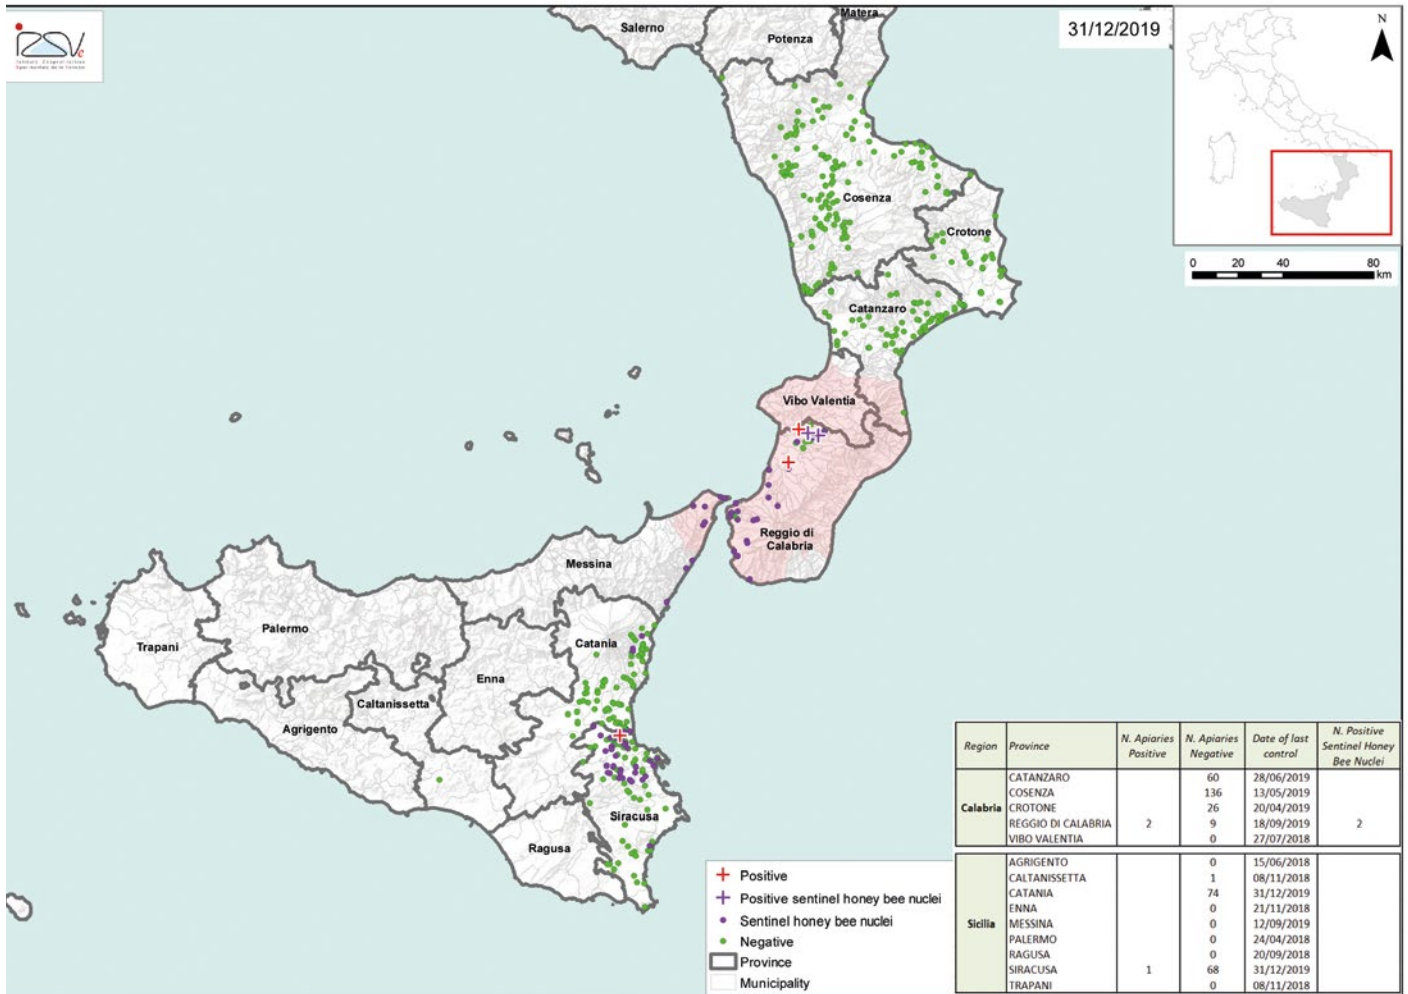 Matera
Salerno
Potenza
31/12/2019
N
Cosenza
Crotone
0 20 40 80
km
Catanzaro
Vibo Valentia
Reggio di
Calabria
Messina
Palermo
Trapani
Catania
Enna
Caltanissetta
Agrigento
Siracusa
Ragusa
Positive
Positive sentinel honey bee nuclei
Sentinel honey bee nuclei
Negative
Province
Municipality
Region Province N. Apiaries Positive N. Apiaries Negative Date of last control N. Positive Sentinel Honey Bee Nuclei
Calabria
CATANZARO 60 28/06/2019
COSENZA 136 13/05/2019
CROTONE 26 20/04/2019
REGGIO DI CALABRIA 2 9 18/09/2019 2
VIBO VALENTIA 0 27/07/2018
Sicilia
AGRIGENTO 0 15/06/2018
CALTANISSETTA 1 08/11/2018
CATANIA 74 31/12/2019
ENNA 0 21/11/2018
MESSINA 0 12/09/2019
PALERMO 0 24/04/2018
RAGUSA 0 20/09/2018
SIRACUSA 1 68 31/12/2019
TRAPANI 0 08/11/2018